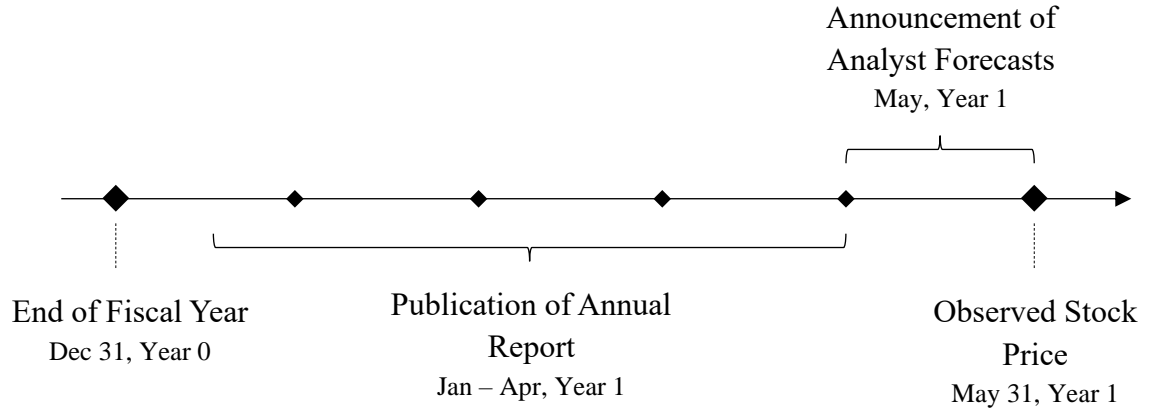 Announcement of
Analyst Forecasts
May, Year 1
End of Fiscal Year
Dec 31, Year 0
Publication of Annual
Report
Jan – Apr, Year 1
Observed Stock
Price
May 31, Year 1